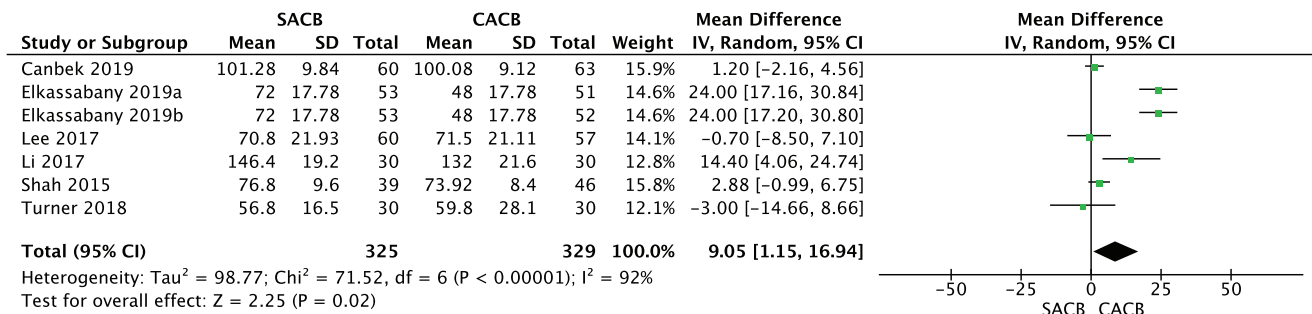 SACB CACB Mean Difference Mean Difference
Study or Subgroup Mean SD Total Mean SD Total Weight IV, Random, 95% CI IV, Random, 95% CI
Canbek 2019 101.28 9.84 60 100.08 9.12 63 15.9% 1.20 [−2.16, 4.56]
Elkassabany 2019a 72 17.78 53 48 17.78 51 14.6% 24.00 [17.16, 30.84]
Elkassabany 2019b 72 17.78 53 48 17.78 52 14.6% 24.00 [17.20, 30.80]
Lee 2017 70.8 21.93 60 71.5 21.11 57 14.1% −0.70 [−8.50, 7.10]
Li 2017 146.4 19.2 30 132 21.6 30 12.8% 14.40 [4.06, 24.74]
Shah 2015 76.8 9.6 39 73.92 8.4 46 15.8% 2.88 [−0.99, 6.75]
Turner 2018 56.8 16.5 30 59.8 28.1 30 12.1% −3.00 [−14.66, 8.66]
Total (95% CI) 325 329 100.0% 9.05 [1.15, 16.94]
Heterogeneity: Tau² = 98.77; Chi² = 71.52, df = 6 (P < 0.00001); I² = 92%
Test for overall effect: Z = 2.25 (P = 0.02)
−50 −25 0 25 50
SACB CACB